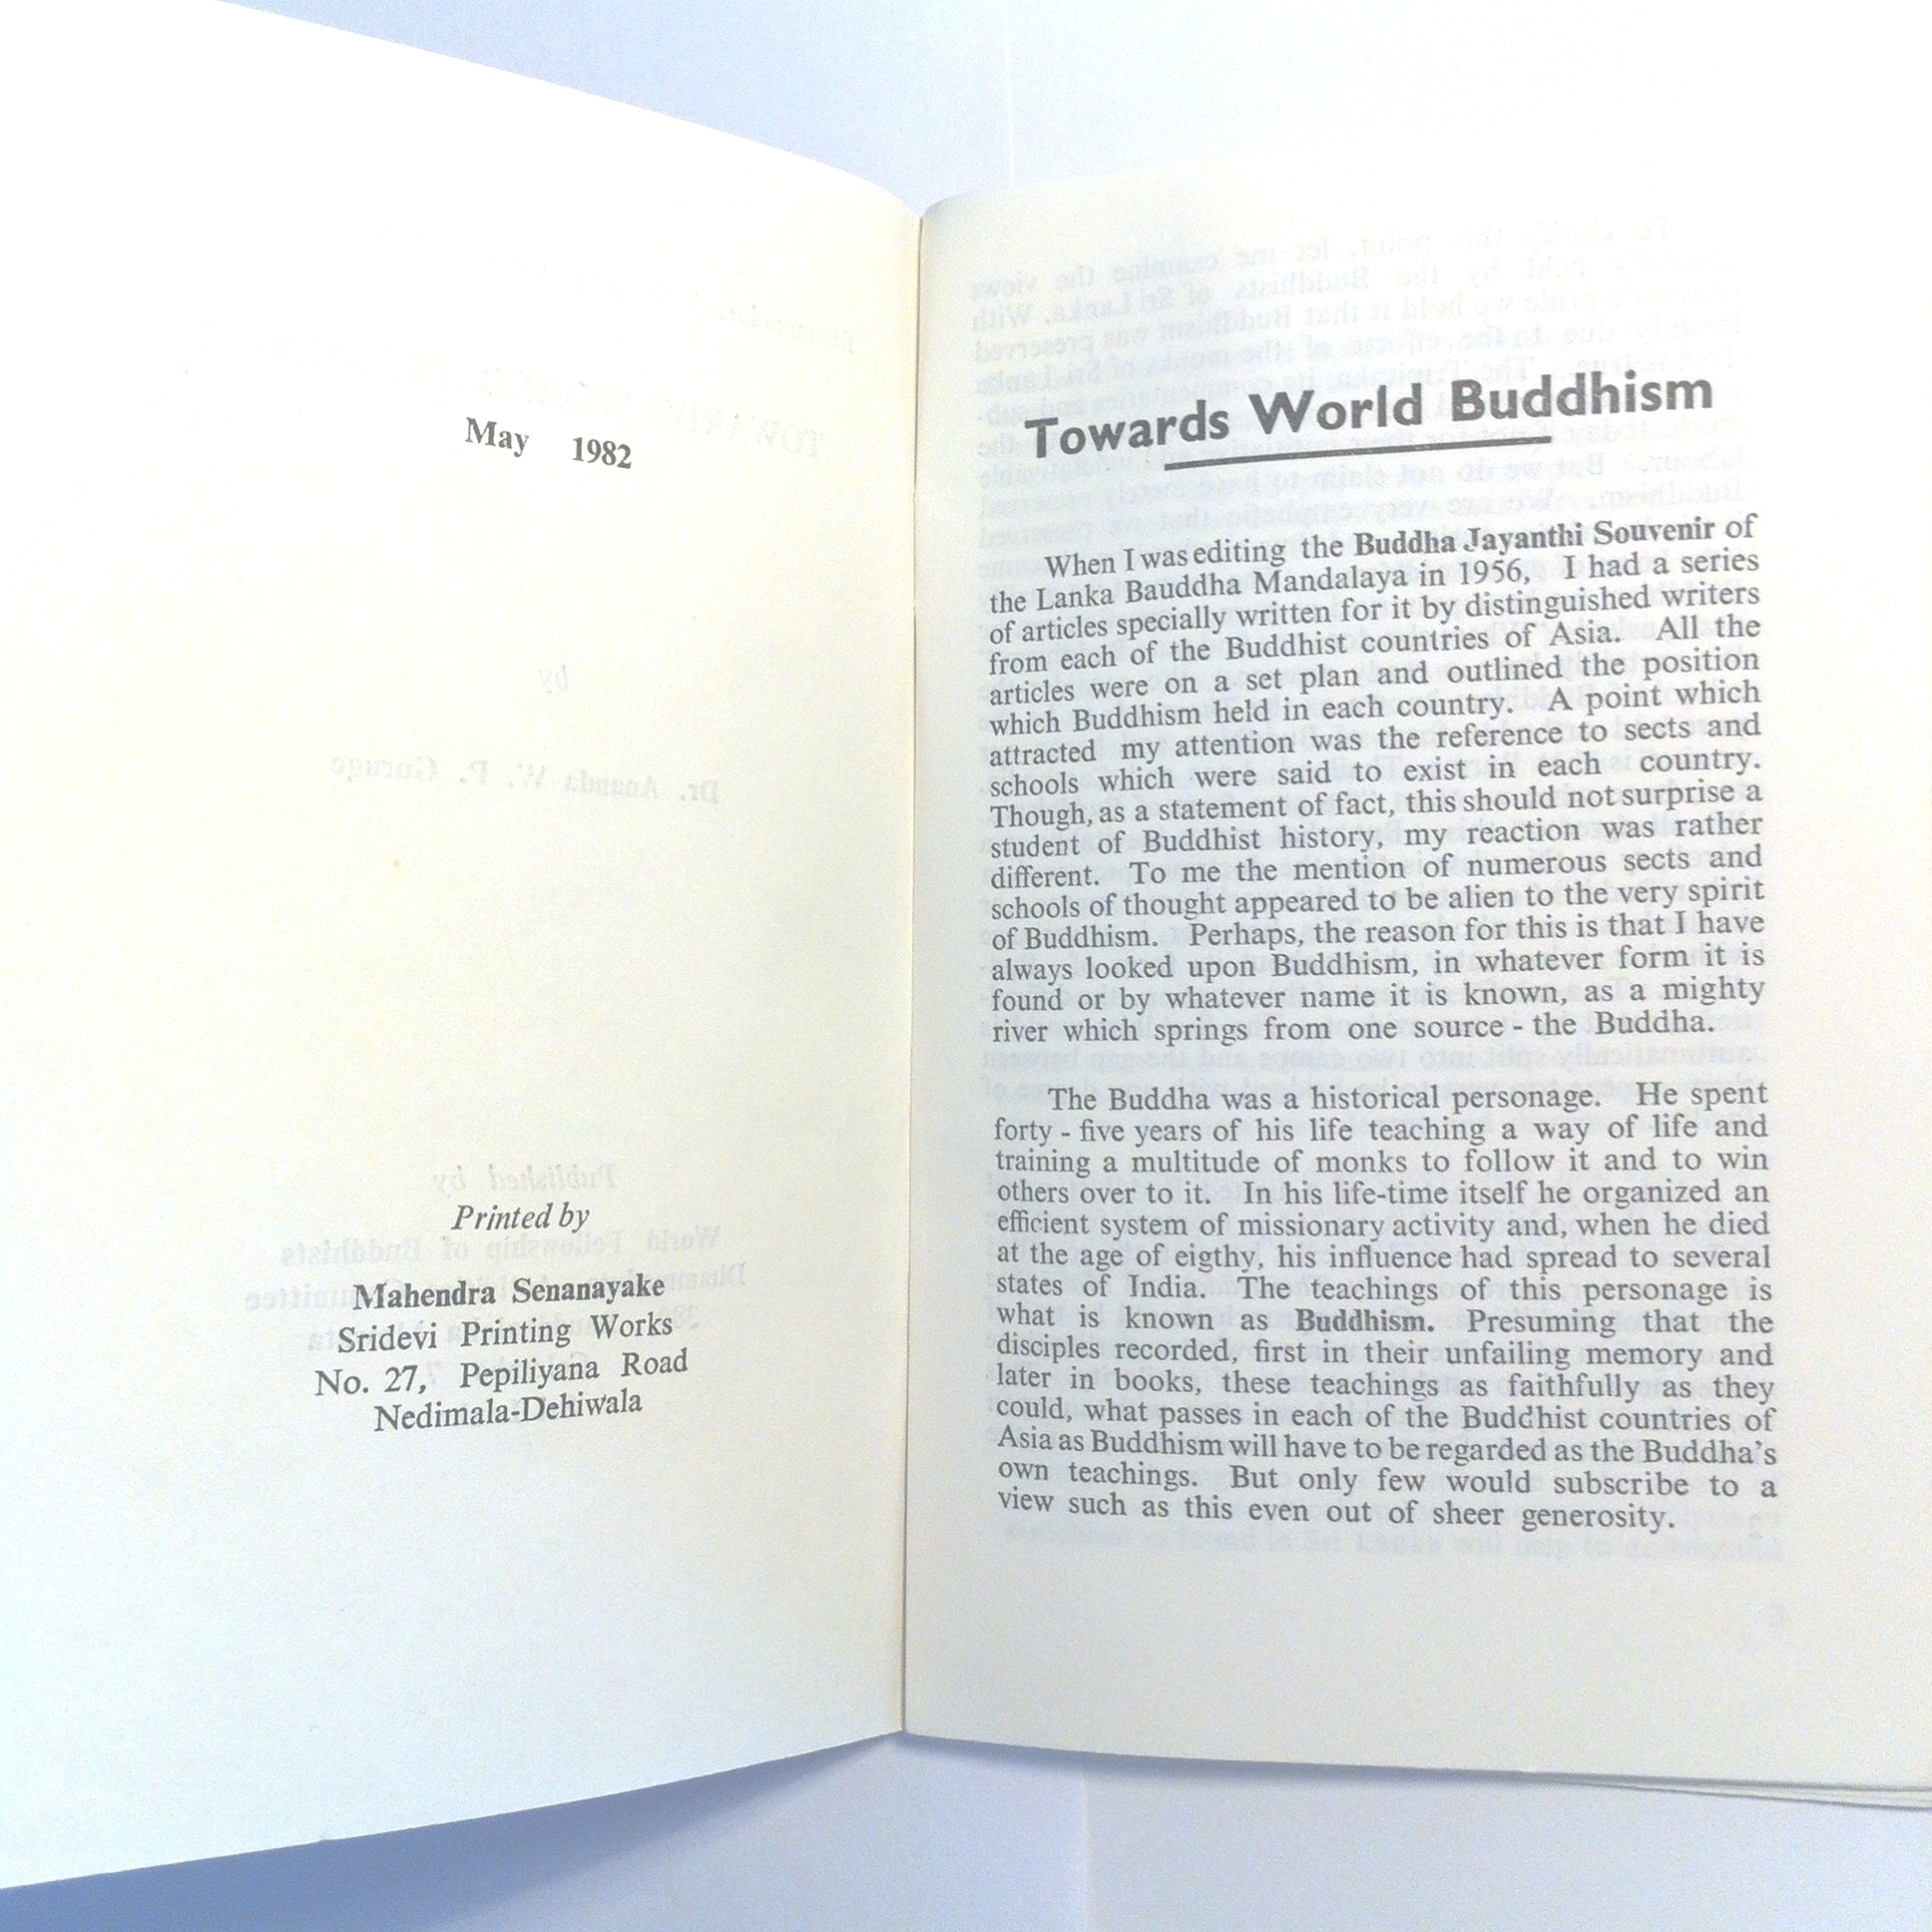 May 1982
Printed by
Mahendra Senanayake
Sridevi Printing Works
No. 27, Pepiliyana Road
Nedimala-Dehiwala
Towards World Buddhism
When I was editing the Buddha Jayanthi Souvenir of
the Lanka Bauddha Mandalaya in 1956, I had a series
of articles specially written for it by distinguished writers
from each of the Buddhist countries of Asia. All the
articles were on a set plan and outlined the position
which Buddhism held in each country. A point which
attracted my attention was the reference to sects and
schools which were said to exist in each country.
Though, as a statement of fact, this should not surprise a
student of Buddhist history, my reaction was rather
different. To me the mention of numerous sects and
schools of thought appeared to be alien to the very spirit
of Buddhism. Perhaps, the reason for this is that I have
always looked upon Buddhism, in whatever form it is
found or by whatever name it is known, as a mighty
river which springs from one source - the Buddha.
The Buddha was a historical personage. He spent
forty - five years of his life teaching a way of life and
training a multitude of monks to follow it and to win
others over to it. In his life-time itself he organized an
efficient system of missionary activity and, when he died
at the age of eigthy, his influence had spread to several
states of India. The teachings of this personage is
what is known as Buddhism. Presuming that the
disciples recorded, first in their unfailing memory and
later in books, these teachings as faithfully as they
could, what passes in each of the Buddhist countries of
Asia as Buddhism will have to be regarded as the Buddha's
own teachings. But only few would subscribe to a
view such as this even out of sheer generosity.